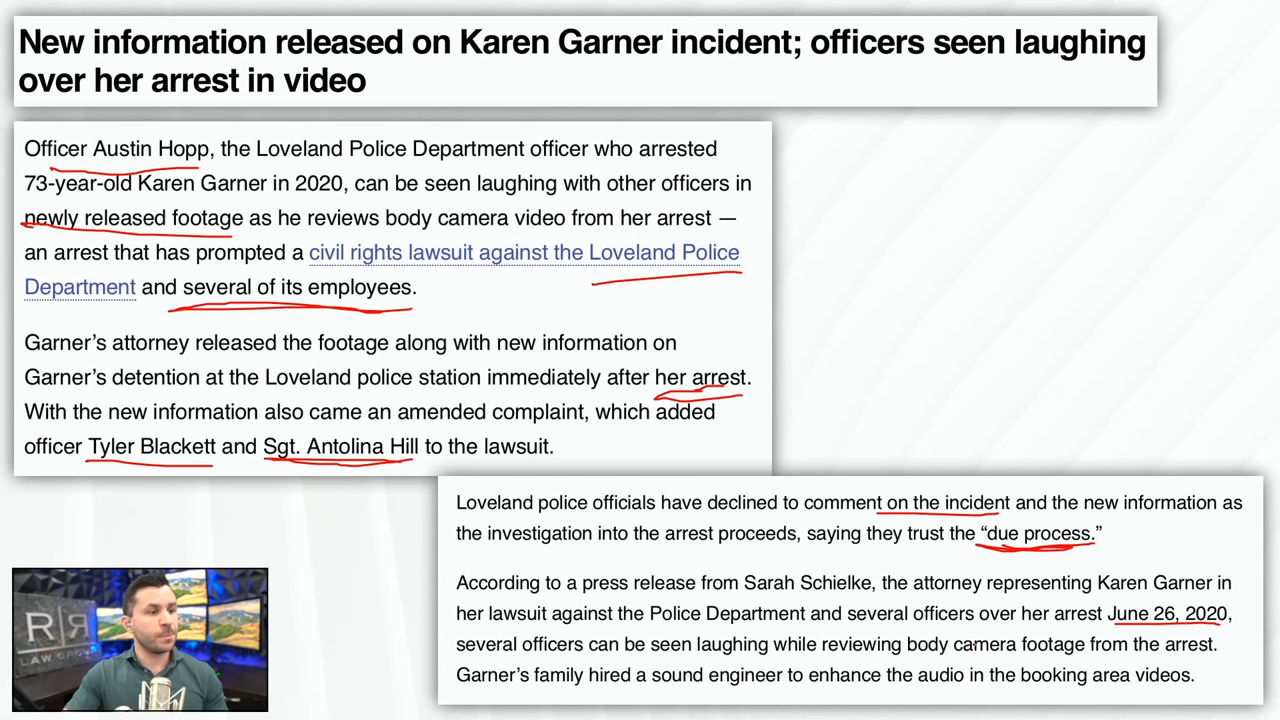 New information released on Karen Garner incident; officers seen laughing
over her arrest in video
Officer Austin Hopp, the Loveland Police Department officer who arrested
73-year-old Karen Garner in 2020, can be seen laughing with other officers in
newly released footage as he reviews body camera video from her arrest —
an arrest that has prompted a civil rights lawsuit against the Loveland Police
Department and several of its employees.
Garner’s attorney released the footage along with new information on
Garner’s detention at the Loveland police station immediately after her arrest.
With the new information also came an amended complaint, which added
officer Tyler Blackett and Sgt. Antolina Hill to the lawsuit.
Loveland police officials have declined to comment on the incident and the new information as
the investigation into the arrest proceeds, saying they trust the “due process.”
According to a press release from Sarah Schielke, the attorney representing Karen Garner in
her lawsuit against the Police Department and several officers over her arrest June 26, 2020,
several officers can be seen laughing while reviewing body camera footage from the arrest.
Garner’s family hired a sound engineer to enhance the audio in the booking area videos.
R|R
LAW GROUP